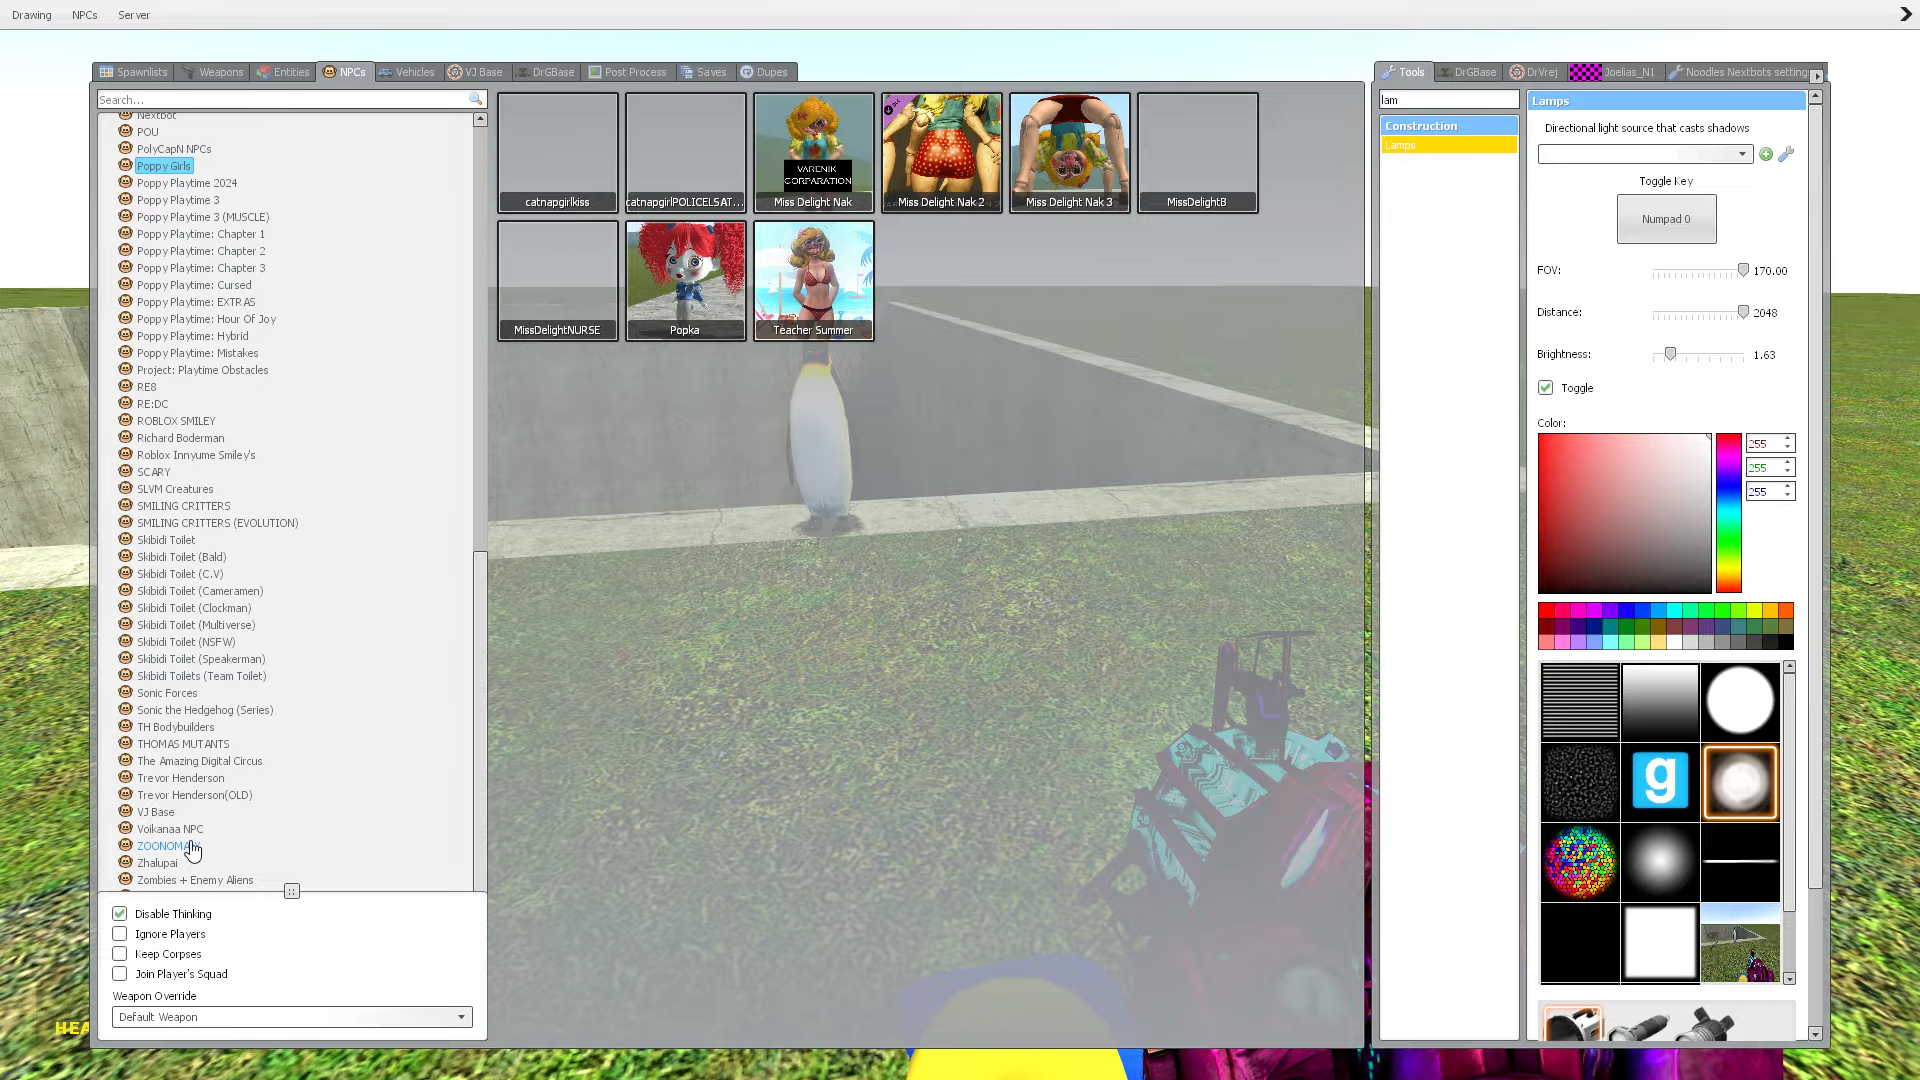 Drawing NPCs Server
Spawnlists Weapons Entities NPCs Vehicles VJ Base DrGBase Post Process Saves Dupes
Search...
Nextbot
POU
PolyCapN NPCs
Poppy Girls
Poppy Playtime 2024
Poppy Playtime 3
Poppy Playtime 3 (MUSCLE)
Poppy Playtime: Chapter 1
Poppy Playtime: Chapter 2
Poppy Playtime: Chapter 3
Poppy Playtime: Cursed
Poppy Playtime: EXTRAS
Poppy Playtime: Hour Of Joy
Poppy Playtime: Hybrid
Poppy Playtime: Mistakes
Project: Playtime Obstacles
RE8
RE:DC
ROBLOX SMILEY
Richard Boderman
Roblox Innyume Smiley's
SCARY
SLVM Creatures
SMILING CRITTERS
SMILING CRITTERS (EVOLUTION)
Skibidi Toilet
Skibidi Toilet (Bald)
Skibidi Toilet (C.V)
Skibidi Toilet (Cameramen)
Skibidi Toilet (Clockman)
Skibidi Toilet (Multiverse)
Skibidi Toilet (NSFW)
Skibidi Toilet (Speakerman)
Skibidi Toilets (Team Toilet)
Sonic Forces
Sonic the Hedgehog (Series)
TH Bodybuilders
THOMAS MUTANTS
The Amazing Digital Circus
Trevor Henderson
Trevor Henderson(OLD)
VJ Base
Voikanaa NPC
Zhalupai
Zombies + Enemy Aliens
Disable Thinking
Ignore Players
Keep Corpses
Join Player's Squad
Weapon Override
Default Weapon
VARENIK
CORPARATION
catnapgirlkiss catnapgirlPOLICELSAT... Miss Delight Nak Miss Delight Nak 2 Miss Delight Nak 3 MissDelightB
MissDelightNURSE Popka Teacher Summer
Tools DrGBase DrVrej Joelias_N1 Noodles Nextbots setting
lam
Construction
Lamps
Lamps
Directional light source that casts shadows
Toggle Key
Numpad 0
FOV: 170.00
Distance: 2048
Brightness: 1.63
Toggle
Color:
255
255
255
g